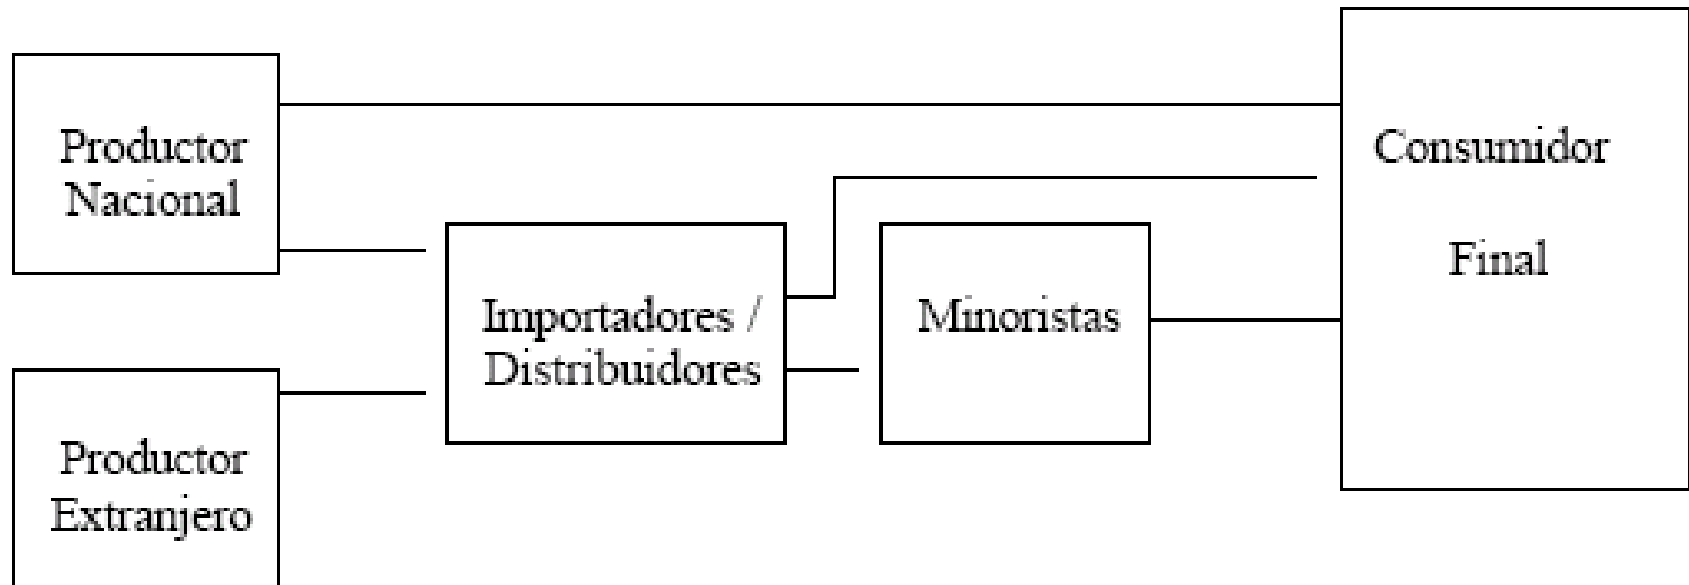 Productor
Nacional
Consumidor
Final
Importadores /
Distribuidores
Minoristas
Productor
Extranjero